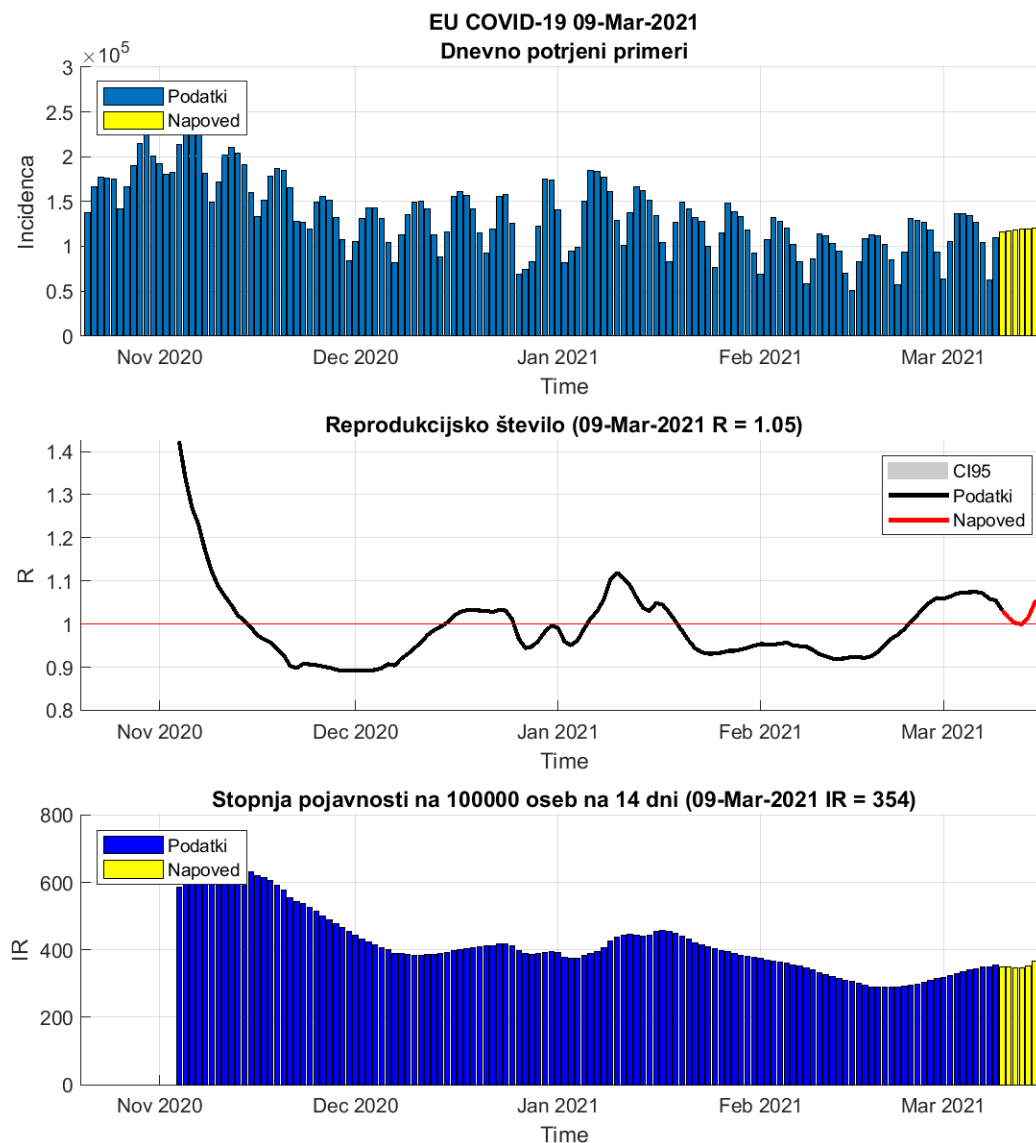 EU COVID-19 09-Mar-2021
Dnevno potrjeni primeri
×10⁵
3
2.5
2
1.5
1
0.5
0
Incidenca
Podatki
Napoved
Nov 2020 Dec 2020 Jan 2021 Feb 2021 Mar 2021
Time
Reprodukcijsko število (09-Mar-2021 R = 1.05)
1.4
1.3
1.2
1.1
1
0.9
0.8
R
CI95
Podatki
Napoved
Nov 2020 Dec 2020 Jan 2021 Feb 2021 Mar 2021
Time
Stopnja pojavnosti na 100000 oseb na 14 dni (09-Mar-2021 IR = 354)
800
600
400
200
0
IR
Podatki
Napoved
Nov 2020 Dec 2020 Jan 2021 Feb 2021 Mar 2021
Time